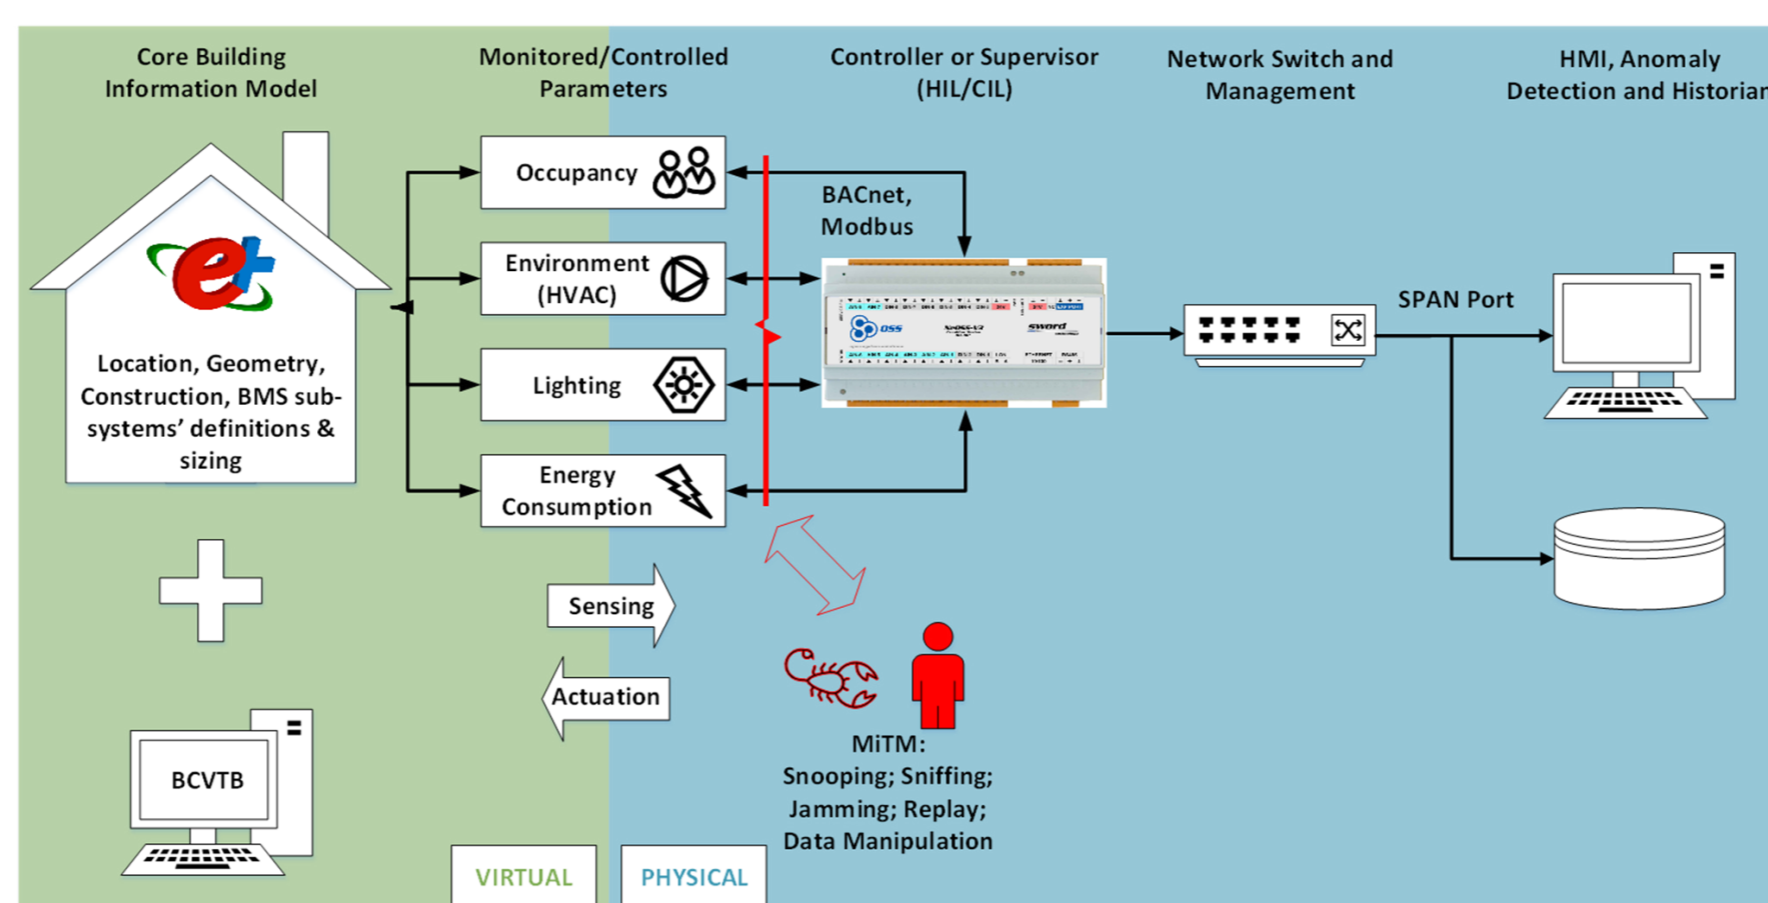 Core Building
Information Model
Monitored/Controlled
Parameters
Controller or Supervisor
(HIL/CIL)
Network Switch and
Management
HMI, Anomaly
Detection and Historian
Occupancy
Environment
(HVAC)
Lighting
Energy
Consumption
BACnet,
Modbus
OSS
sword
SPAN Port
e+
Location, Geometry,
Construction, BMS sub-
systems’ definitions &
sizing
Sensing
Actuation
BCVTB
MiTM:
Snooping; Sniffing;
Jamming; Replay;
Data Manipulation
VIRTUAL
PHYSICAL